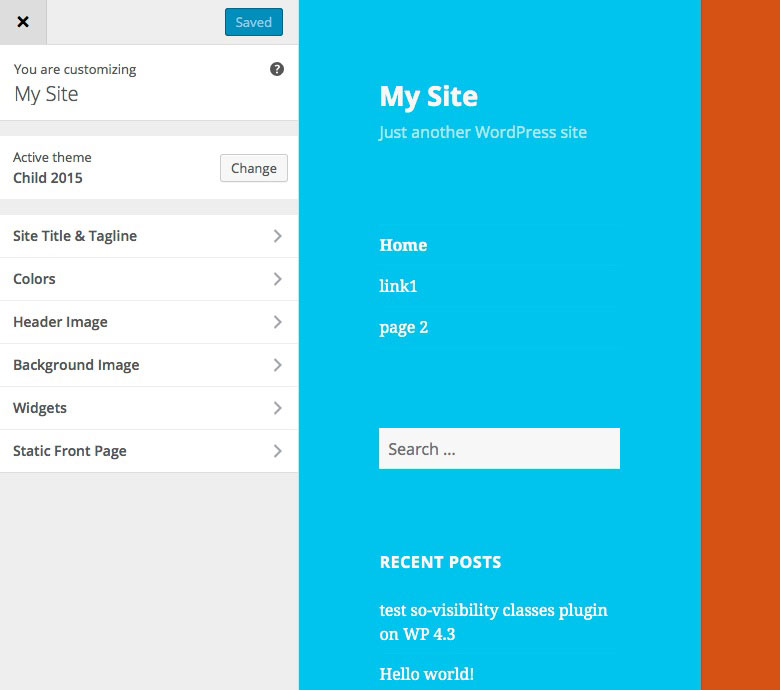 Saved
You are customizing
My Site
Active theme
Child 2015
Change
Site Title & Tagline
Colors
Header Image
Background Image
Widgets
Static Front Page
My Site
Just another WordPress site
Home
link1
page 2
Search ...
RECENT POSTS
test so-visibility classes plugin
on WP 4.3
Hello world!